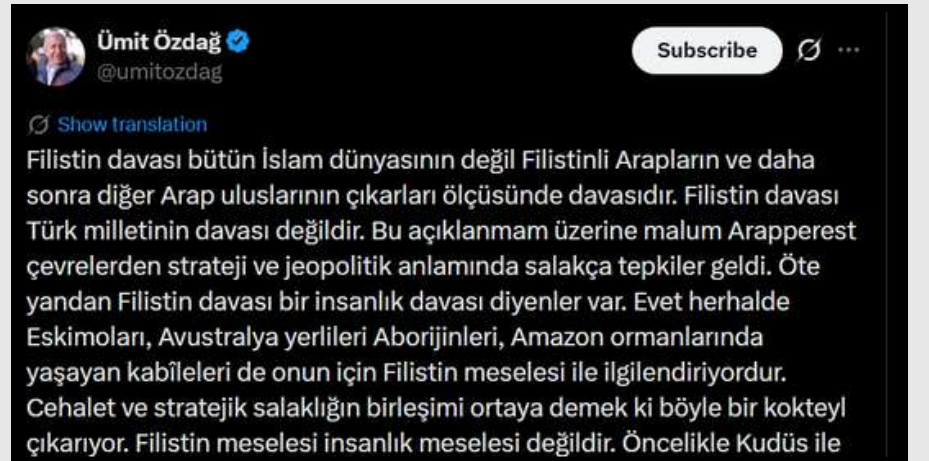 Ümit Özdağ
@umitozdag
Subscribe
Show translation
Filistin davası bütün İslam dünyasının değil Filistinli Arapların ve daha
sonra diğer Arap uluslarının çıkarları ölçüsünde davasıdır. Filistin davası
Türk milletinin davası değildir. Bu açıklanmam üzerine malum Arapperest
çevrelerden strateji ve jeopolitik anlamında salakça tepkiler geldi. Öte
yandan Filistin davası bir insanlık davası diyenler var. Evet herhalde
Eskimoları, Avustralya yerlileri Aborijinleri, Amazon ormanlarında
yaşayan kabîleleri de onun için Filistin meselesi ile ilgilendiriyordur.
Cehalet ve stratejik salaklığın birleşimi ortaya demek ki böyle bir kokteyl
çıkarıyor. Filistin meselesi insanlık meselesi değildir. Öncelikle Kudüs ile